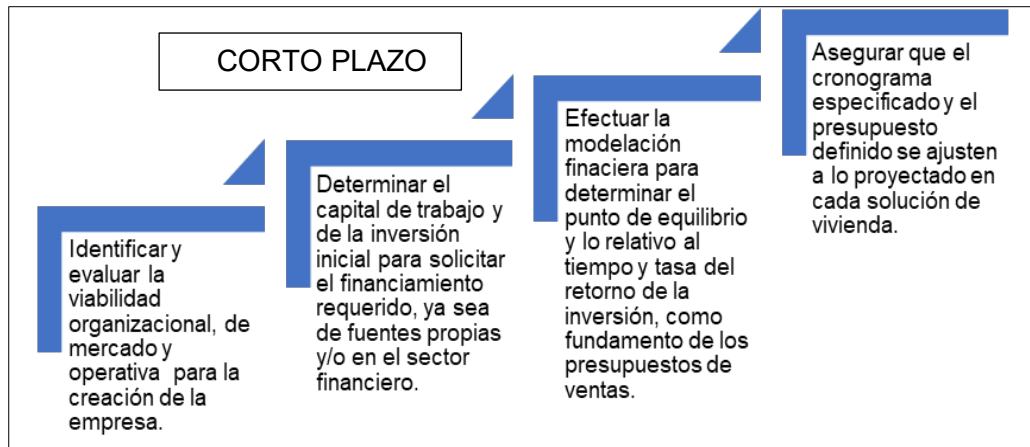 CORTO PLAZO
Identificar y
evaluar la
viabilidad
organizacional, de
mercado y
operativa para la
creación de la
empresa.
Determinar el
capital de trabajo y
de la inversión
inicial para solicitar
el financiamiento
requerido, ya sea
de fuentes propias
y/o en el sector
financiero.
Efectuar la
modelación
finaciera para
determinar el
punto de equilibrio
y lo relativo al
tiempo y tasa del
retorno de la
inversión, como
fundamento de los
presupuestos de
ventas.
Asegurar que el
cronograma
especificado y el
presupuesto
definido se ajusten
a lo proyectado en
cada solución de
vivienda.